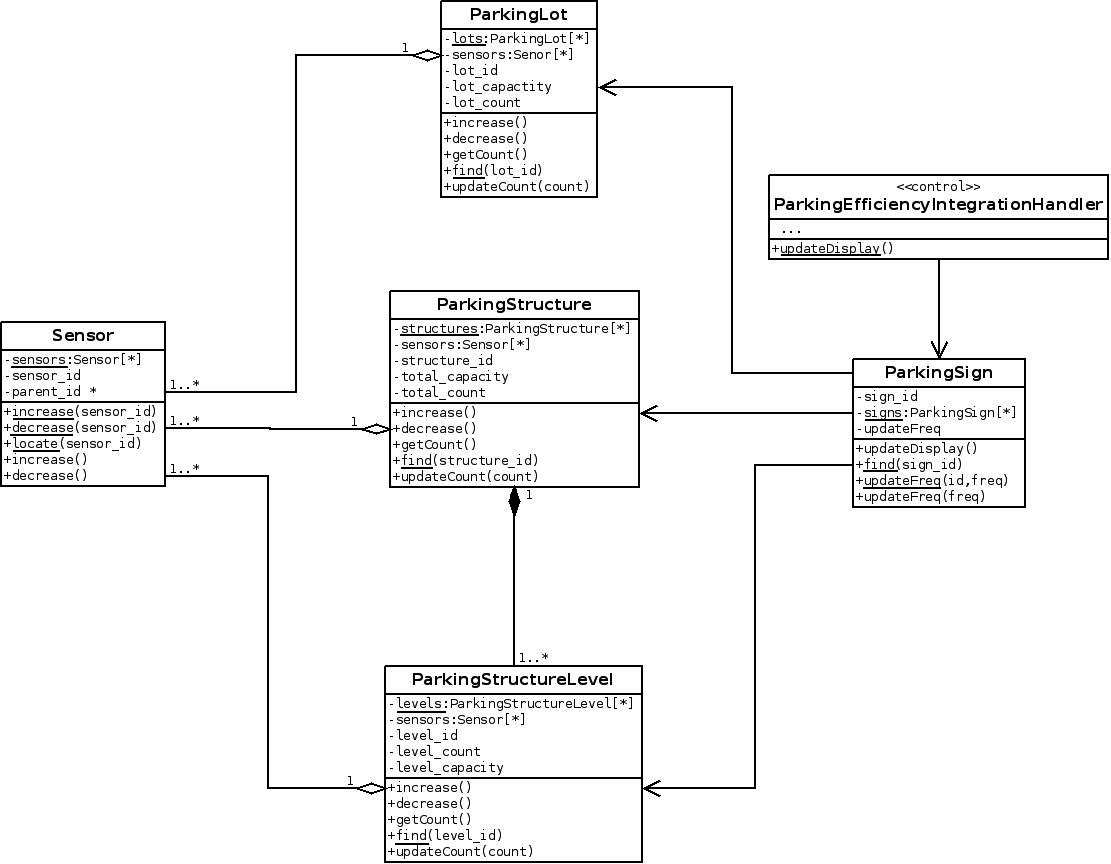 ParkingLot
-lots:ParkingLot[*]
-sensors:Senor[*]
-lot_id
-lot_capactity
-lot_count
+increase()
+decrease()
+getCount()
+find(lot_id)
+updateCount(count)
1
<<control>>
ParkingEfficiencyIntegrationHandler
...
+updateDisplay()
ParkingStructure
-structures:ParkingStructure[*]
-sensors:Sensor[*]
-structure_id
-total_capacity
-total_count
+increase()
+decrease()
+getCount()
+find(structure_id)
+updateCount(count)
1
1
Sensor
-sensors:Sensor[*]
-sensor_id
-parent_id *
+increase(sensor_id)
+decrease(sensor_id)
+locate(sensor_id)
+increase()
+decrease()
1..*
1..*
1..*
ParkingSign
-sign_id
-signs:ParkingSign[*]
-updateFreq
+updateDisplay()
+find(sign_id)
+updateFreq(id,freq)
+updateFreq(freq)
1..*
ParkingStructureLevel
-levels:ParkingStructureLevel[*]
-sensors:Sensor[*]
-level_id
-level_count
-level_capacity
+increase()
+decrease()
+getCount()
+find(level_id)
+updateCount(count)
1